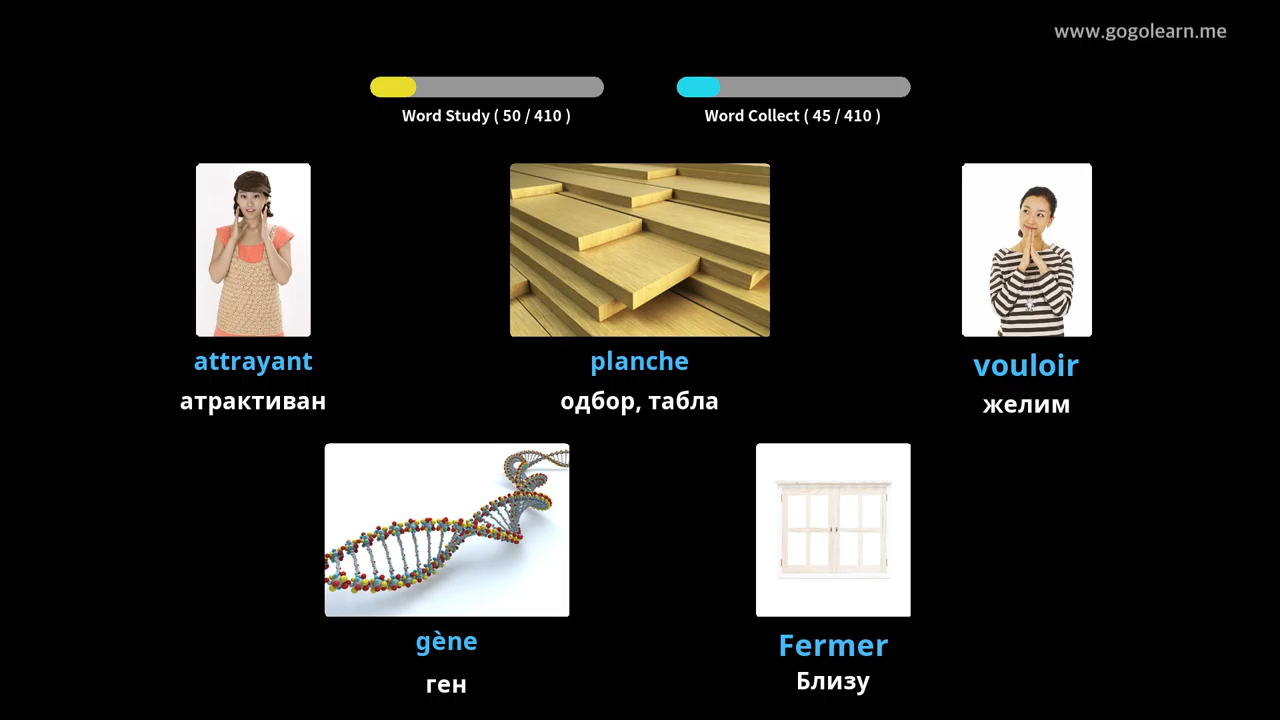 www.gogolearn.me
Word Study ( 50 / 410 )
Word Collect ( 45 / 410 )
attrayant
атрактиван
planche
одбор, табла
vouloir
желим
gène
ген
Fermer
Близу